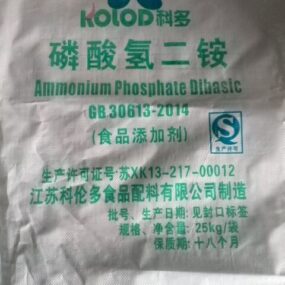 KOLOD科多
磷酸氢二铵
Ammonium Phosphate Dibasic
GB 30613-2014
(食品添加剂)
生产许可
生产许可证号:苏XK13-217-00012
江苏科伦多食品配料有限公司制造
批号、生产日期:见封口标签
规格、净含量:25kg/袋
保质期:十八个月